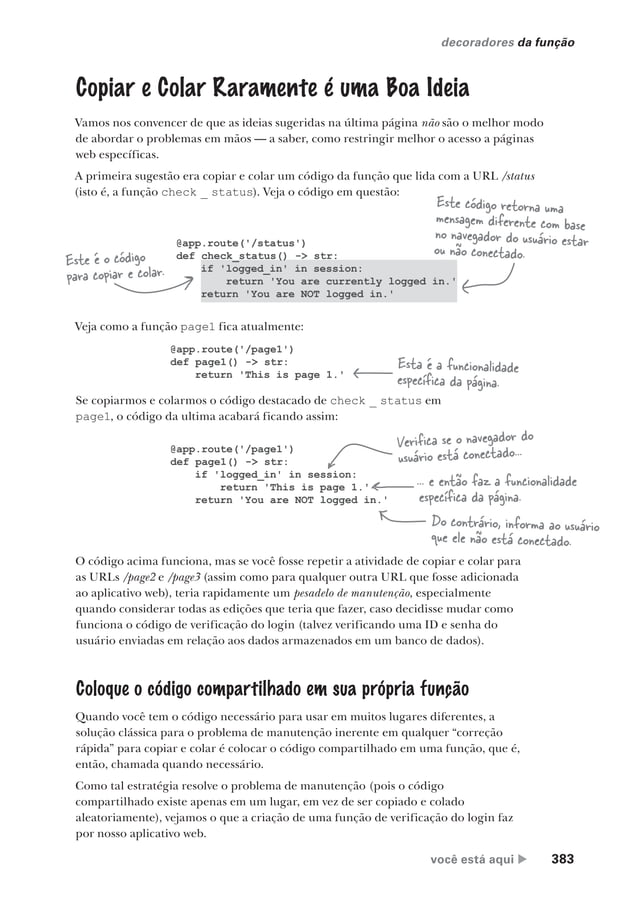 decoradores da função
Copiar e Colar Raramente é uma Boa Ideia
Vamos nos convencer de que as ideias sugeridas na última página não são o melhor modo
de abordar o problemas em mãos — a saber, como restringir melhor o acesso a páginas
web específicas.
A primeira sugestão era copiar e colar um código da função que lida com a URL /status
(isto é, a função check _ status). Veja o código em questão:
Este código retorna uma
mensagem diferente com base
no navegador do usuário estar
ou não conectado.
Este é o código
para copiar e colar.
@app.route('/status')
def check_status() -> str:
if 'logged_in' in session:
return 'You are currently logged in.'
return 'You are NOT logged in.'
Veja como a função page1 fica atualmente:
@app.route('/page1')
def page1() -> str:
return 'This is page 1.'
Esta é a funcionalidade
específica da página.
Se copiarmos e colarmos o código destacado de check _ status em
page1, o código da ultima acabará ficando assim:
@app.route('/page1')
def page1() -> str:
if 'logged_in' in session:
return 'This is page 1.'
return 'You are NOT logged in.'
Verifica se o navegador do
usuário está conectado...
... e então faz a funcionalidade
específica da página.
Do contrário, informa ao usuário
que ele não está conectado.
O código acima funciona, mas se você fosse repetir a atividade de copiar e colar para
as URLs /page2 e /page3 (assim como para qualquer outra URL que fosse adicionada
ao aplicativo web), teria rapidamente um pesadelo de manutenção, especialmente
quando considerar todas as edições que teria que fazer, caso decidisse mudar como
funciona o código de verificação do login (talvez verificando uma ID e senha do
usuário enviadas em relação aos dados armazenados em um banco de dados).
Coloque o código compartilhado em sua própria função
Quando você tem o código necessário para usar em muitos lugares diferentes, a
solução clássica para o problema de manutenção inerente em qualquer “correção
rápida” para copiar e colar é colocar o código compartilhado em uma função, que é,
então, chamada quando necessário.
Como tal estratégia resolve o problema de manutenção (pois o código
compartilhado existe apenas em um lugar, em vez de ser copiado e colado
aleatoriamente), vejamos o que a criação de uma função de verificação do login faz
por nosso aplicativo web.
você está aqui ▶ 383